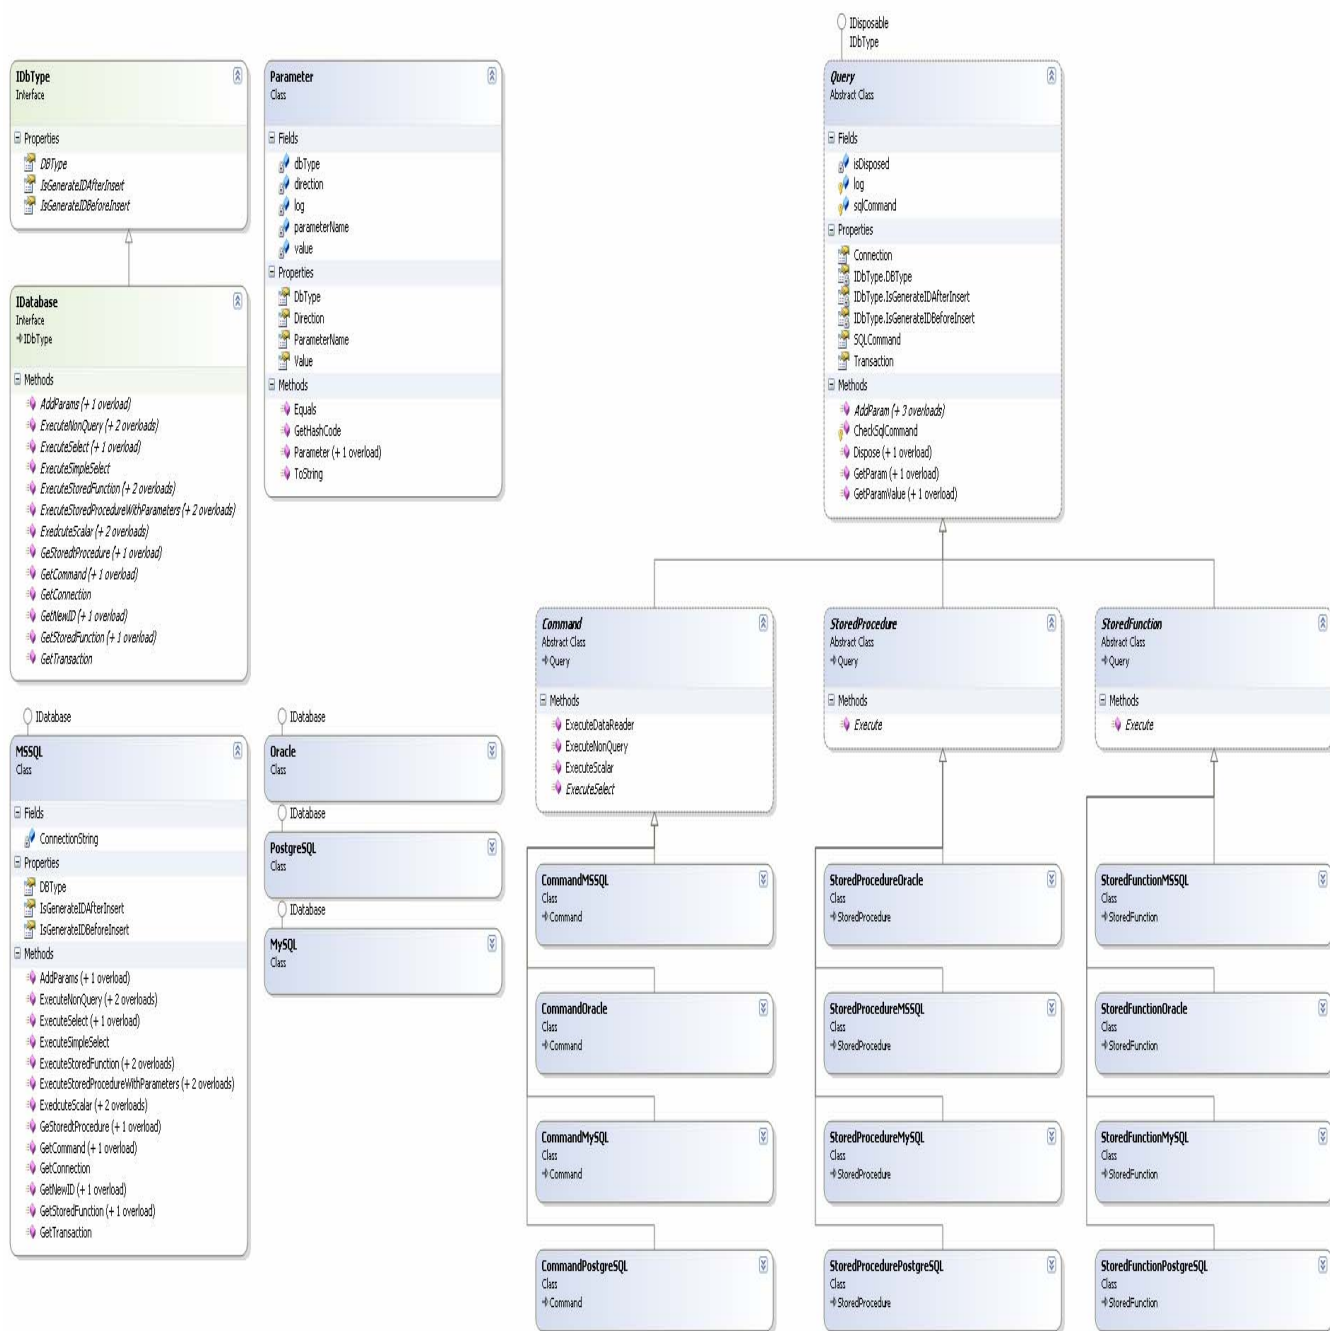 IDbType
Interface
Properties
DBType
IsGenerateIDAfterInsert
IsGenerateIDBeforeInsert
IDatabase
Interface
IDbType
Methods
AddParams (+ 1 overload)
ExecuteNonQuery (+ 2 overloads)
ExecuteSelect (+ 1 overload)
ExecuteSimpleSelect
ExecuteStoredFunction (+ 2 overloads)
ExecuteStoredProcedureWithParameters (+ 2 overloads)
ExedcuteScalar (+ 2 overloads)
GeStoredtProcedure (+ 1 overload)
GetCommand (+ 1 overload)
GetConnection
GetNewID (+ 1 overload)
GetStoredFunction (+ 1 overload)
GetTransaction
IDatabase
MSSQL
Class
Fields
ConnectionString
Properties
DBType
IsGenerateIDAfterInsert
IsGenerateIDBeforeInsert
Methods
AddParams (+ 1 overload)
ExecuteNonQuery (+ 2 overloads)
ExecuteSelect (+ 1 overload)
ExecuteSimpleSelect
ExecuteStoredFunction (+ 2 overloads)
ExecuteStoredProcedureWithParameters (+ 2 overloads)
ExedcuteScalar (+ 2 overloads)
GeStoredtProcedure (+ 1 overload)
GetCommand (+ 1 overload)
GetConnection
GetNewID (+ 1 overload)
GetStoredFunction (+ 1 overload)
GetTransaction
Parameter
Class
Fields
dbType
direction
log
parameterName
value
Properties
DbType
Direction
ParameterName
Value
Methods
Equals
GetHashCode
Parameter (+ 1 overload)
ToString
IDatabase
Oracle
Class
IDatabase
PostgreSQL
Class
IDatabase
MySQL
Class
IDisposable
IDbType
Query
Abstract Class
Fields
isDisposed
log
sqlCommand
Properties
Connection
IDbType.DBType
IDbType.IsGenerateIDAfterInsert
IDbType.IsGenerateIDBeforeInsert
SQLCommand
Transaction
Methods
AddParam (+ 3 overloads)
CheckSqlCommand
Dispose (+ 1 overload)
GetParam (+ 1 overload)
GetParamValue (+ 1 overload)
Command
Abstract Class
Query
Methods
ExecuteDataReader
ExecuteNonQuery
ExecuteScalar
ExecuteSelect
CommandMSSQL
Class
Command
CommandOracle
Class
Command
CommandMySQL
Class
Command
CommandPostgreSQL
Class
Command
StoredProcedure
Abstract Class
Query
Methods
Execute
StoredProcedureOracle
Class
StoredProcedure
StoredProcedureMSSQL
Class
StoredProcedure
StoredProcedureMySQL
Class
StoredProcedure
StoredProcedurePostgreSQL
Class
StoredProcedure
StoredFunction
Abstract Class
Query
Methods
Execute
StoredFunctionMSSQL
Class
StoredFunction
StoredFunctionOracle
Class
StoredFunction
StoredFunctionMySQL
Class
StoredFunction
StoredFunctionPostgreSQL
Class
StoredFunction